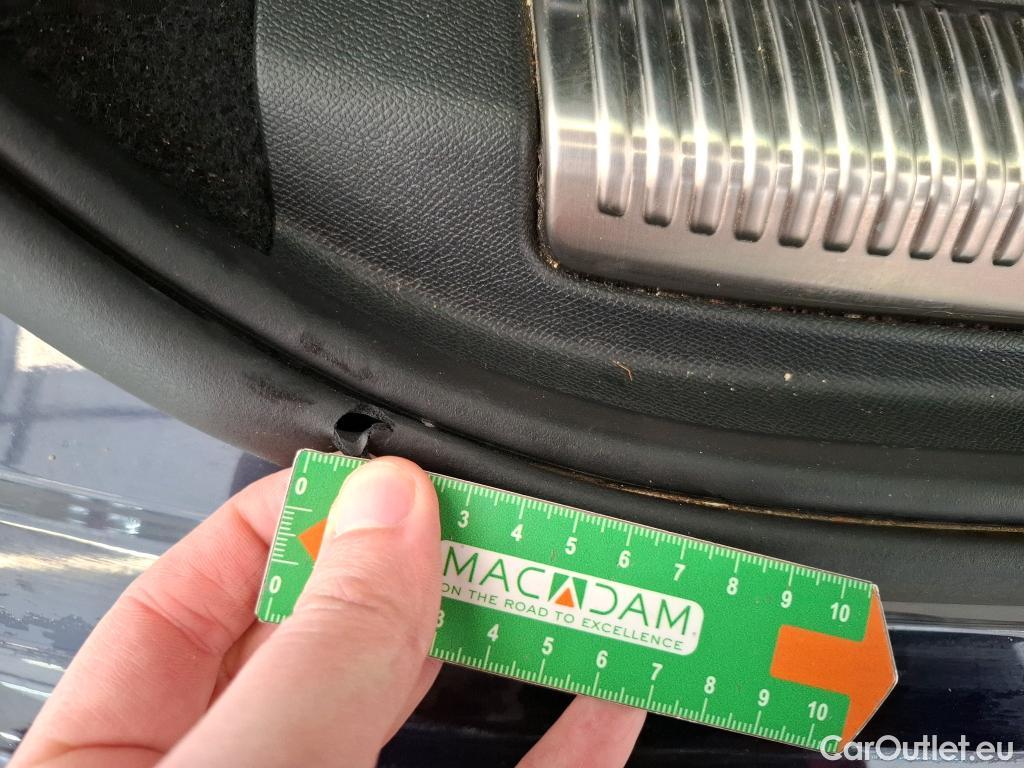 0 3 4 5 6 7 8 9 10
MACADAM
ON THE ROAD TO EXCELLENCE
0 3 4 5 6 7 8 9 10
CarOutlet.eu